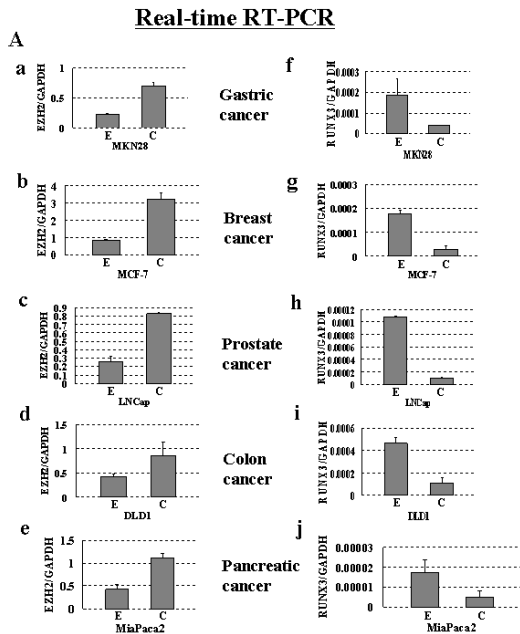 Real-time RT-PCR
A
a
EZH2/GAPDH
1
0.5
0
E C
MKN28
Gastric
cancer
f
RUNX3/GAPDH
0.0003
0.0002
0.0001
0
E C
MKN28
b
EZH2/GAPDH
4
3
2
1
0
E C
MCF-7
Breast
cancer
g
RUNX3/GAPDH
0.0003
0.0002
0.0001
0
E C
MCF-7
c
EZH2/GAPDH
0.9
0.8
0.7
0.6
0.5
0.4
0.3
0.2
0.1
0
E C
LNCap
Prostate
cancer
h
RUNX3/GAPDH
0.00012
0.0001
0.00008
0.00006
0.00004
0.00002
0
E C
LNCap
d
EZH2/GAPDH
1.5
1
0.5
0
E C
DLD1
Colon
cancer
i
RUNX3/GAPDH
0.0006
0.0004
0.0002
0
E C
DLD1
e
EZH2/GAPDH
1.5
1
0.5
0
E C
MiaPaca2
Pancreatic
cancer
j
RUNX3/GAPDH
0.00003
0.00002
0.00001
0
E C
MiaPaca2